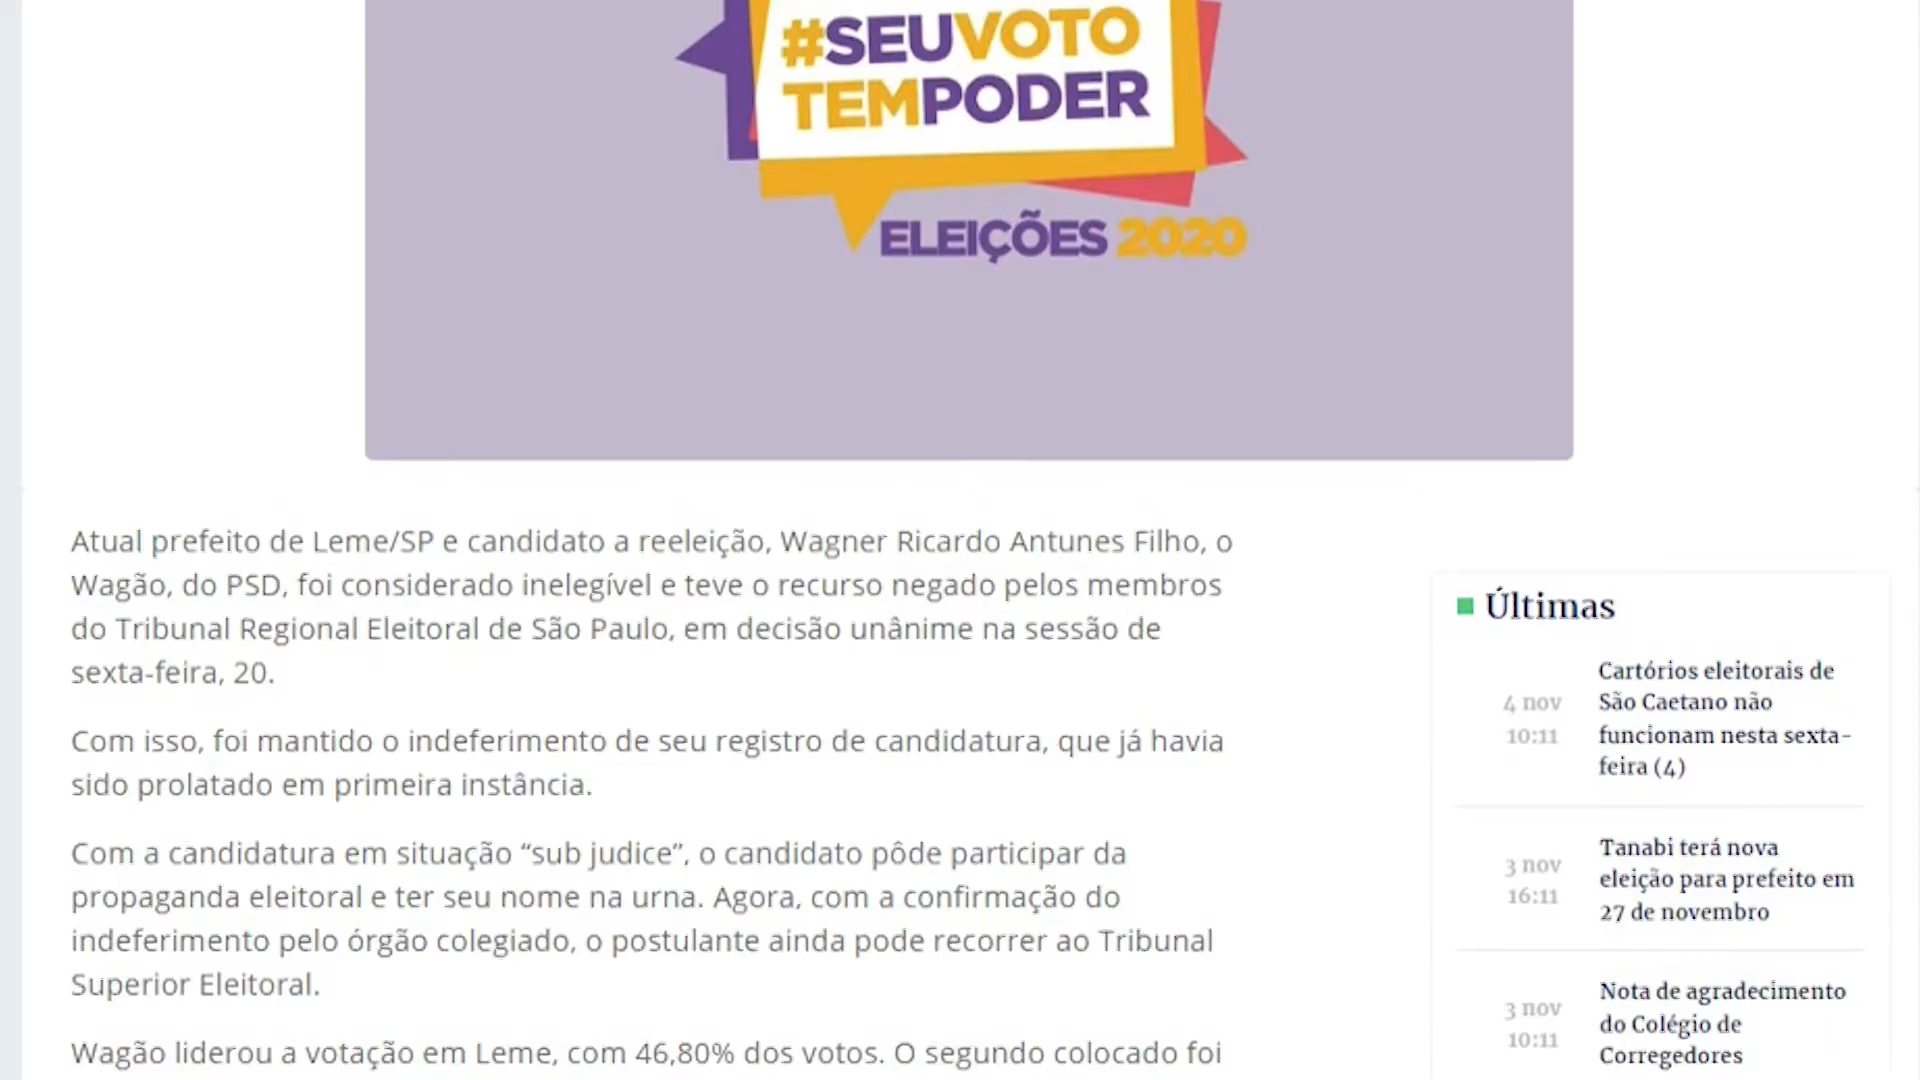 #SEUVOTO
TEMPODER
ELEIÇÕES 2020
Atual prefeito de Leme/SP e candidato a reeleição, Wagner Ricardo Antunes Filho, o
Wagão, do PSD, foi considerado inelegível e teve o recurso negado pelos membros
do Tribunal Regional Eleitoral de São Paulo, em decisão unânime na sessão de
sexta-feira, 20.
Com isso, foi mantido o indeferimento de seu registro de candidatura, que já havia
sido prolatado em primeira instância.
Com a candidatura em situação “sub judice”, o candidato pôde participar da
propaganda eleitoral e ter seu nome na urna. Agora, com a confirmação do
indeferimento pelo órgão colegiado, o postulante ainda pode recorrer ao Tribunal
Superior Eleitoral.
Wagão liderou a votação em Leme, com 46,80% dos votos. O segundo colocado foi
Últimas
4 nov
10:11
Cartórios eleitorais de
São Caetano não
funcionam nesta sexta-
feira (4)
3 nov
16:11
Tanabi terá nova
eleição para prefeito em
27 de novembro
3 nov
10:11
Nota de agradecimento
do Colégio de
Corregedores